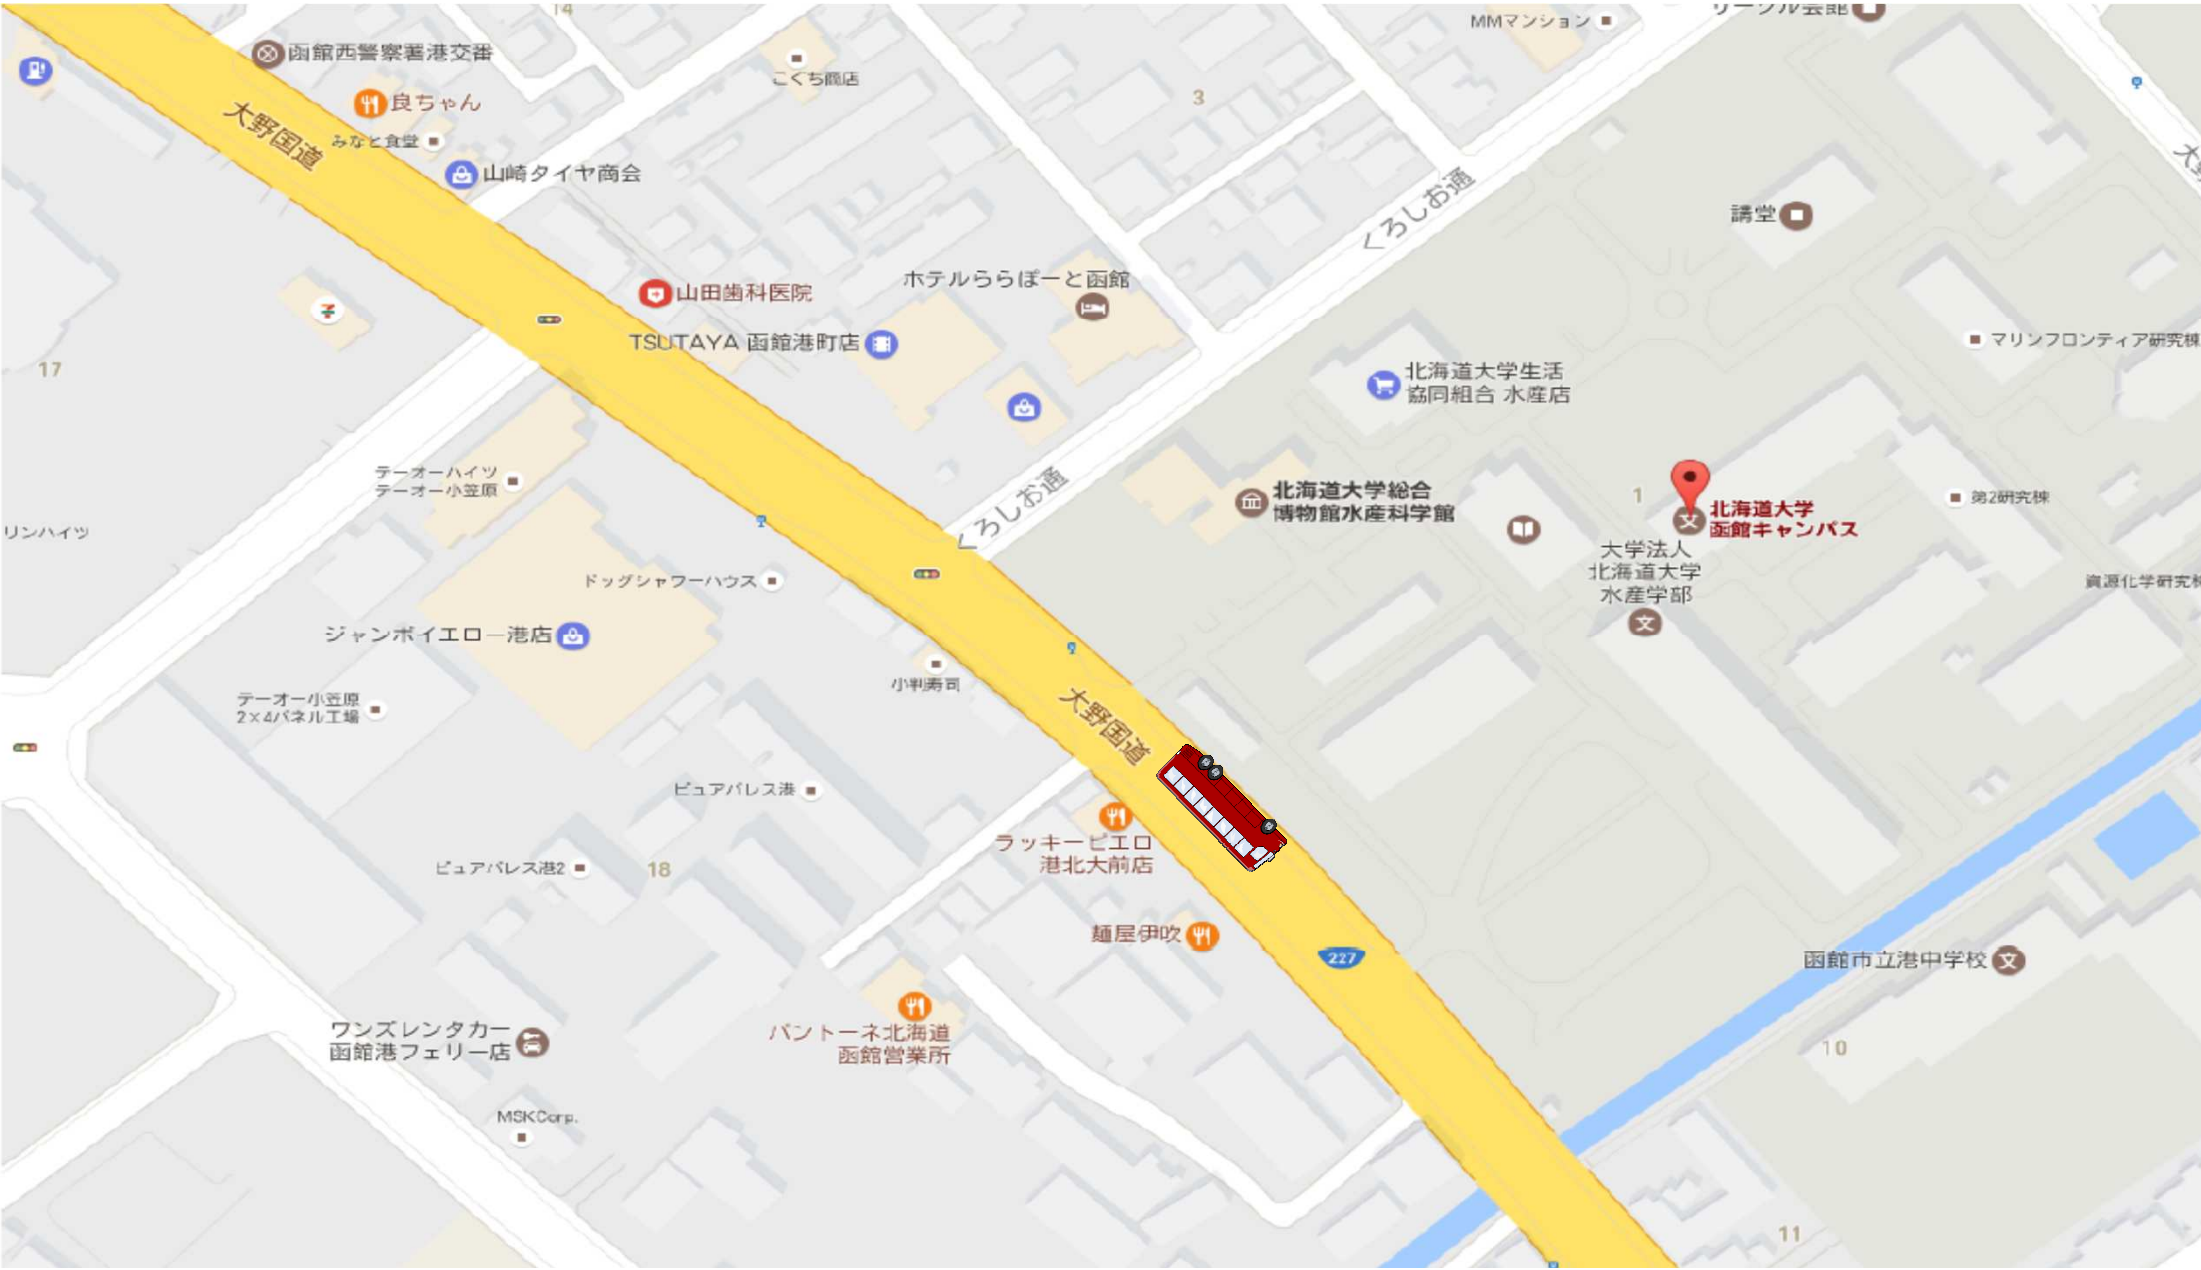 14
函館西警察署港交番
良ちゃん
みなと食堂
山崎タイヤ商会
大野国道
こくち商店
MMマンション
3
くろしお通
講堂
山田歯科医院
ホテルららぽーと函館
TSUTAYA 函館港町店
17
マリンフロンティア研究棟
北海道大学生活
協同組合 水産店
テーオーハイツ
テーオー小笠原
くろしお通
北海道大学総合
博物館水産科学館
1
北海道大学
函館キャンパス
第2研究棟
リンハイツ
大学法人
北海道大学
水産学部
資源化学研究
ドッグシャワーハウス
ジャンボイエロー港店
小判寿司
テーオー小笠原
2×4パネル工場
大野国道
ピュアパレス港
ラッキーピエロ
港北大前店
ピュアパレス港2
18
麺屋伊吹
227
函館市立港中学校
パントーネ北海道
函館営業所
ワンズレンタカー
函館港フェリー店
10
MSKCorp.
11